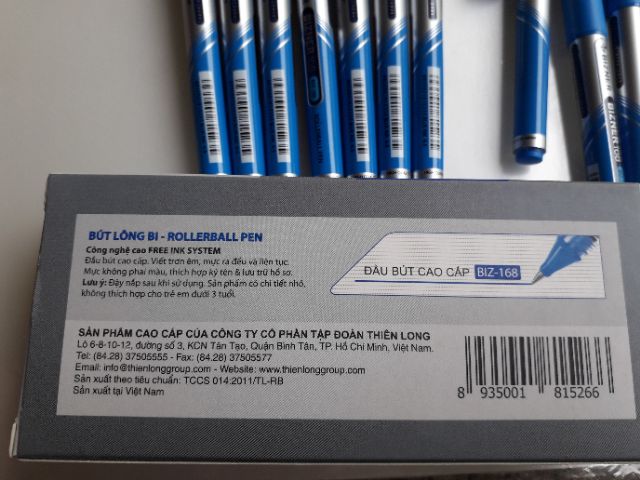 BÚT LÔNG BI - ROLLERBALL PEN
Công nghệ cao FREE INK SYSTEM
Đầu bút cao cấp. Viết trơn êm, mực ra đều và liên tục.
Mực không phai màu, thích hợp ký tên & lưu trữ hồ sơ.
Lưu ý: Đậy nắp sau khi sử dụng. Sản phẩm có chi tiết nhỏ,
không thích hợp cho trẻ em dưới 3 tuổi.
ĐẦU BÚT CAO CẤP BIZ-168
SẢN PHẨM CAO CẤP CỦA CÔNG TY CỔ PHẦN TẬP ĐOÀN THIÊN LONG
Lô 6-8-10-12, đường số 3, KCN Tân Tạo, Quận Bình Tân, TP. Hồ Chí Minh, Việt Nam.
Tel: (84.28) 37505555 - Fax: (84.28) 37505577
Email: info@thienlonggroup.com - Website: www.thienlonggroup.com
Sản xuất theo tiêu chuẩn: TCCS 014:2011/TL-RB
Sản xuất tại Việt Nam
8 935001 815266